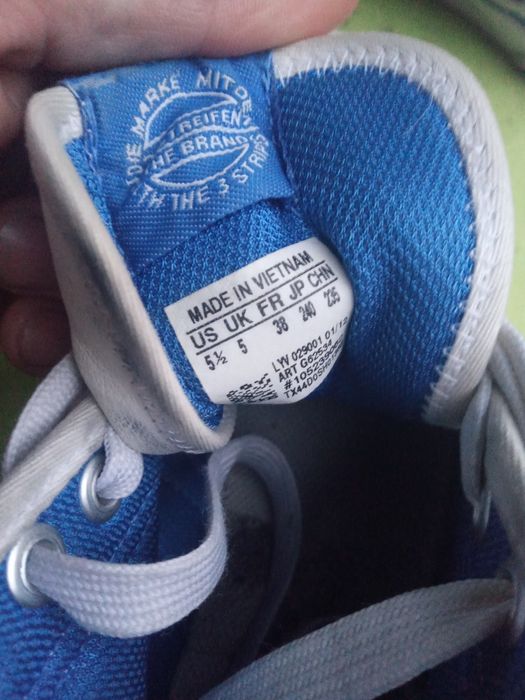 DIE MARKE MIT DEN
3 STREIFEN
THE BRAND
WITH THE 3 STRIPES
MADE IN VIETNAM
US UK FR JP CHN
5½ 5 38 240 235
LYV 029001 01/12
ART G62534